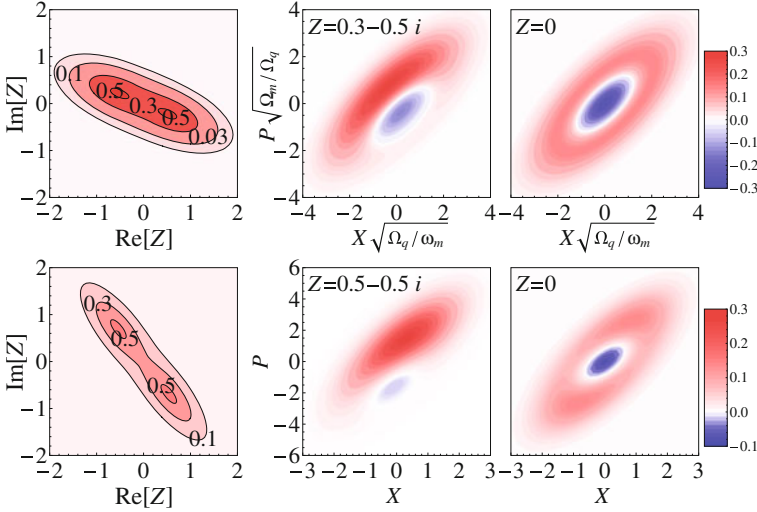 2
1
0
−1
−2
Im[Z]
0.1
0.5
0.3
0.5
0.03
−2 −1 0 1 2
Re[Z]
Z=0.3−0.5 i
4
2
0
−2
−4
P√Ω_m/Ω_q
−4 −2 0 2 4
X√Ω_q/ω_m
Z=0
−4 −2 0 2 4
X√Ω_q/ω_m
0.3
0.2
0.1
0.0
−0.1
−0.2
−0.3
2
1
0
−1
−2
Im[Z]
0.3
0.5
0.5
0.1
−2 −1 0 1 2
Re[Z]
Z=0.5−0.5 i
6
4
2
0
−2
−4
−6
P
−3 −2 −1 0 1 2 3
X
Z=0
−3 −2 −1 0 1 2 3
X
0.3
0.2
0.1
0.0
−0.1